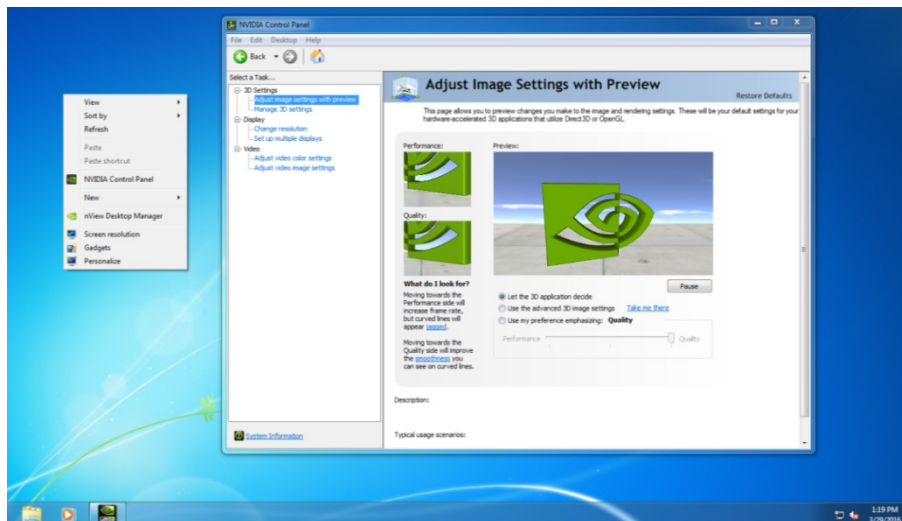 View
Sort by
Refresh
Paste
Paste shortcut
NVIDIA Control Panel
New
nView Desktop Manager
Screen resolution
Gadgets
Personalize
NVIDIA Control Panel
File Edit Desktop Help
Back
Select a Task...
3D Settings
Adjust image settings with preview
Manage 3D settings
Display
Change resolution
Set up multiple displays
Video
Adjust video color settings
Adjust video image settings
System Information
Adjust Image Settings with Preview
Restore Defaults
This page allows you to preview changes you make to the image and rendering settings. These will be your default settings for your
hardware-accelerated 3D applications that utilize Direct3D or OpenGL.
Performance:
Preview:
Quality:
What do I look for?
Moving towards the
Performance side will
increase frame rate,
but curved lines will
appear jagged.
Moving towards the
Quality side will improve
the smoothness you
can see on curved lines.
Pause
Let the 3D application decide
Use the advanced 3D image settings Take me there
Use my preference emphasizing: Quality
Performance Quality
Description:
Typical usage scenarios:
1:19 PM
3/29/2016